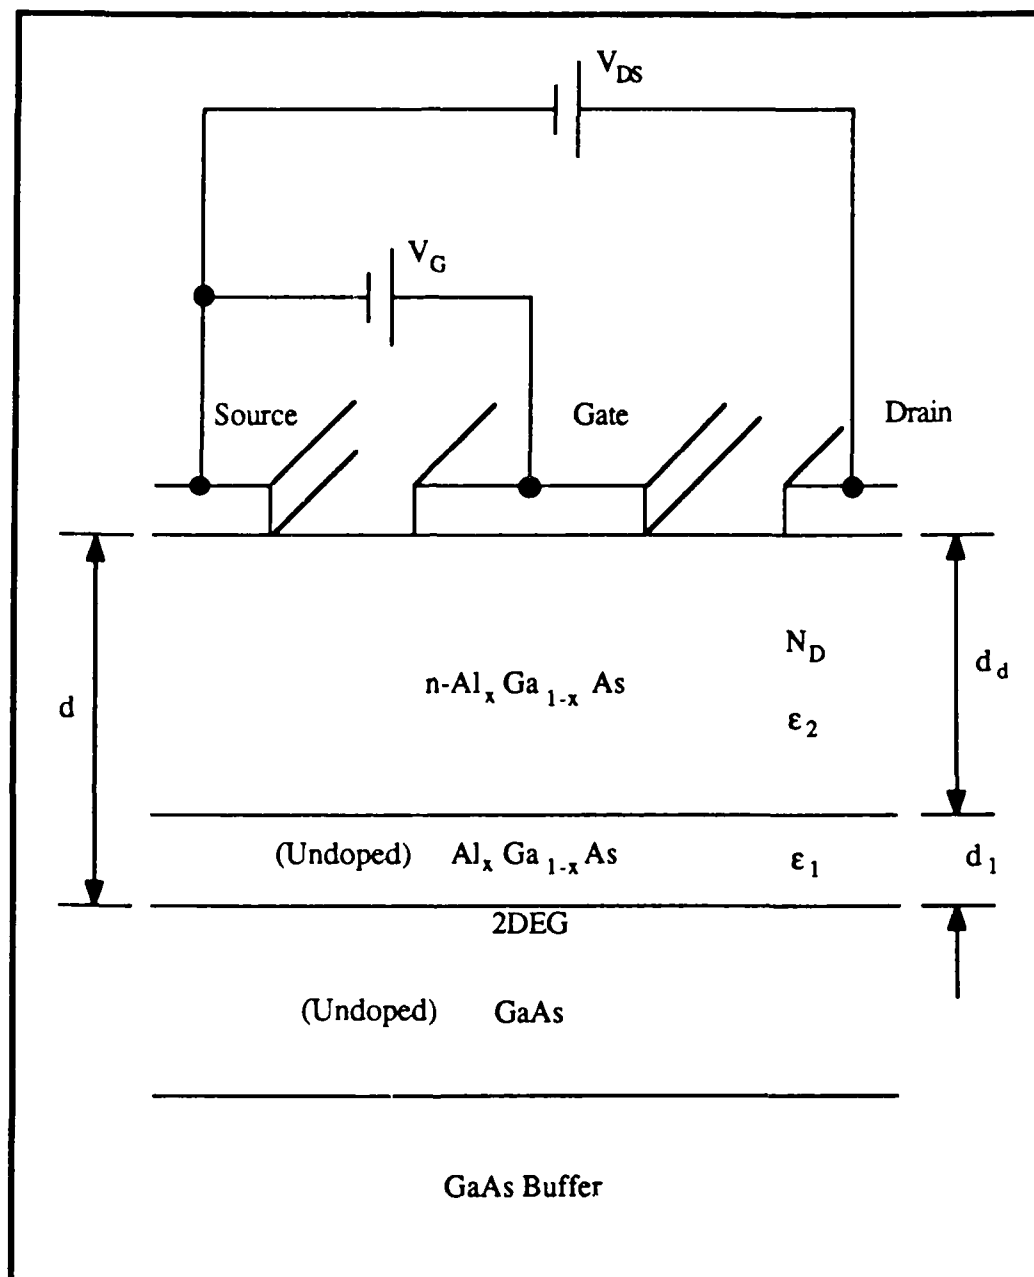 V_DS
V_G
Source Gate Drain
N_D
d_d
n-Al_x Ga_1-x As
d
ε_2
(Undoped) Al_x Ga_1-x As ε_1 d_1
2DEG
(Undoped) GaAs
GaAs Buffer